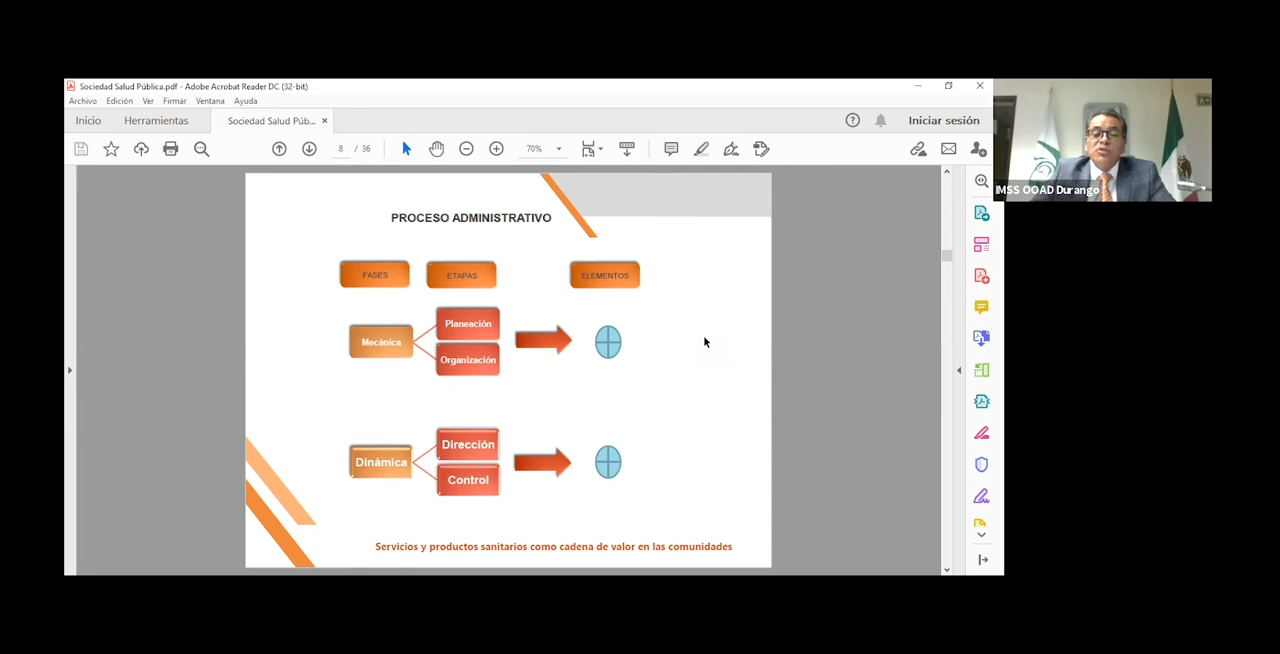 Sociedad Salud Pública.pdf - Adobe Acrobat Reader DC (32-bit)
Archivo Edición Ver Firmar Ventana Ayuda
Inicio Herramientas Sociedad Salud Púb... × Iniciar sesión
8 / 36 70%
IMSS OOAD Durango
PROCESO ADMINISTRATIVO
FASES ETAPAS ELEMENTOS
Planeación
Mecánica
Organización
Dirección
Dinámica
Control
Servicios y productos sanitarios como cadena de valor en las comunidades